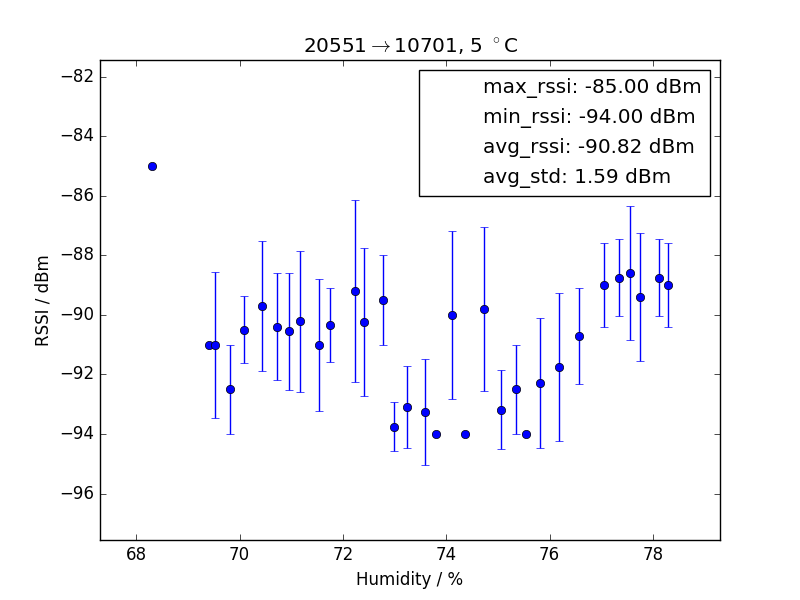 20551→10701, 5 °C
max_rssi: -85.00 dBm
min_rssi: -94.00 dBm
avg_rssi: -90.82 dBm
avg_std: 1.59 dBm
RSSI / dBm
−82
−84
−86
−88
−90
−92
−94
−96
68 70 72 74 76 78
Humidity / %